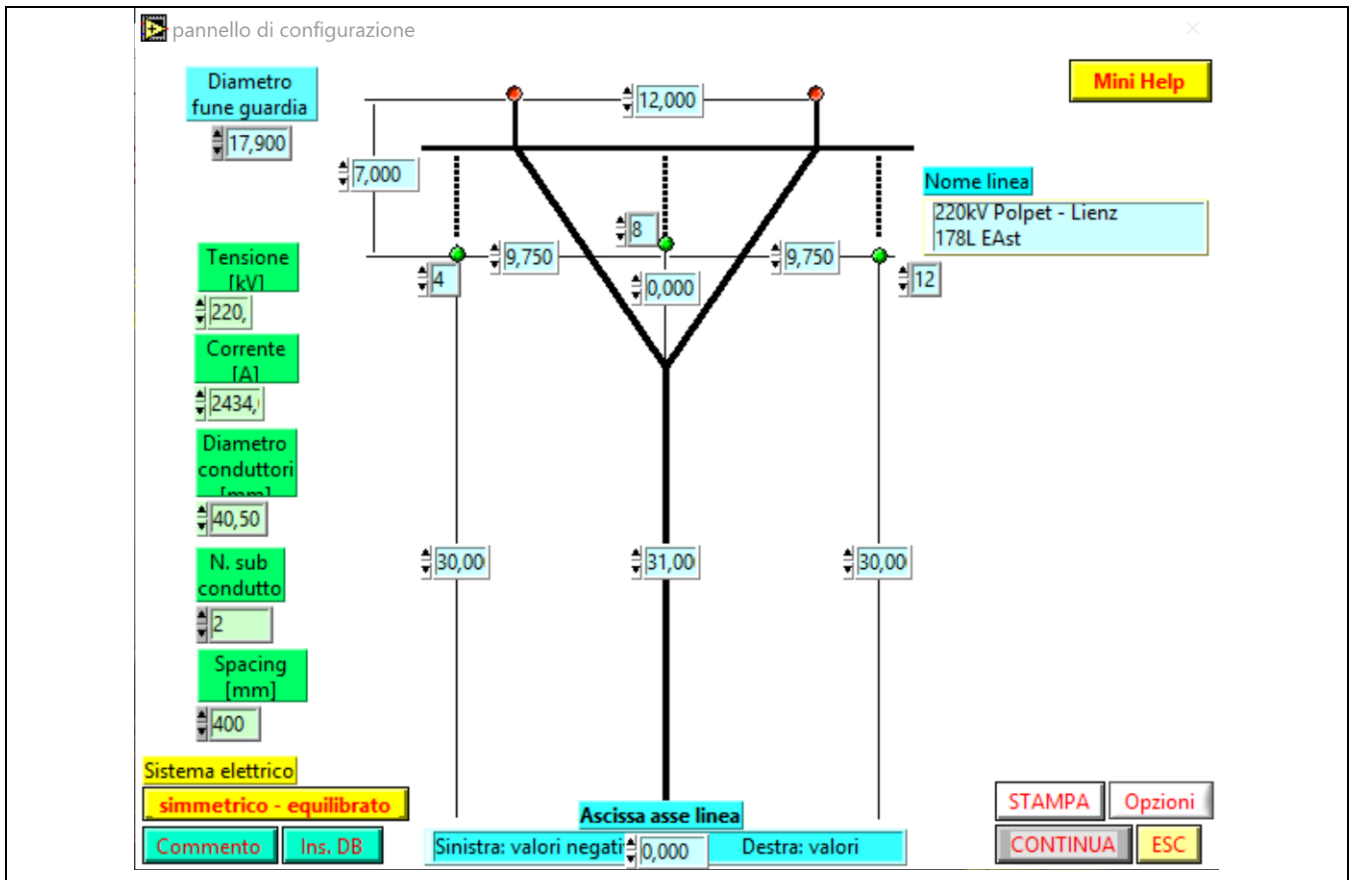 pannello di configurazione
Diametro
fune guardia
17,900
12,000
Mini Help
7,000
Nome linea
220kV Polpet - Lienz
178L EAst
8
9,750
9,750
4
0,000
12
Tensione
[kV]
220,
Corrente
[A]
2434,
Diametro
conduttori
[mm]
40,50
N. sub
condutto
2
30,00
31,00
30,00
Spacing
[mm]
400
Sistema elettrico
simmetrico - equilibrato
Commento
Ins. DB
Ascissa asse linea
Sinistra: valori negati
0,000
Destra: valori
STAMPA
Opzioni
CONTINUA
ESC